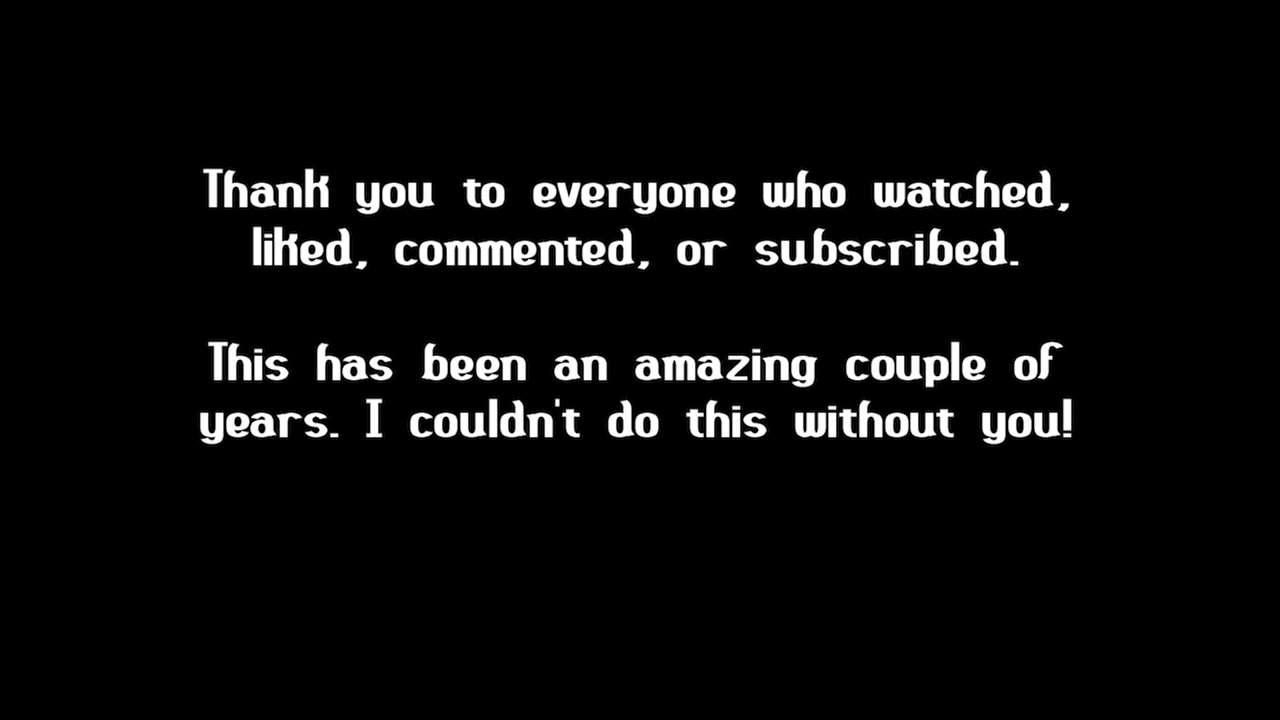 Thank you to everyone who watched,
liked, commented, or subscribed.
This has been an amazing couple of
years. I couldn't do this without you!